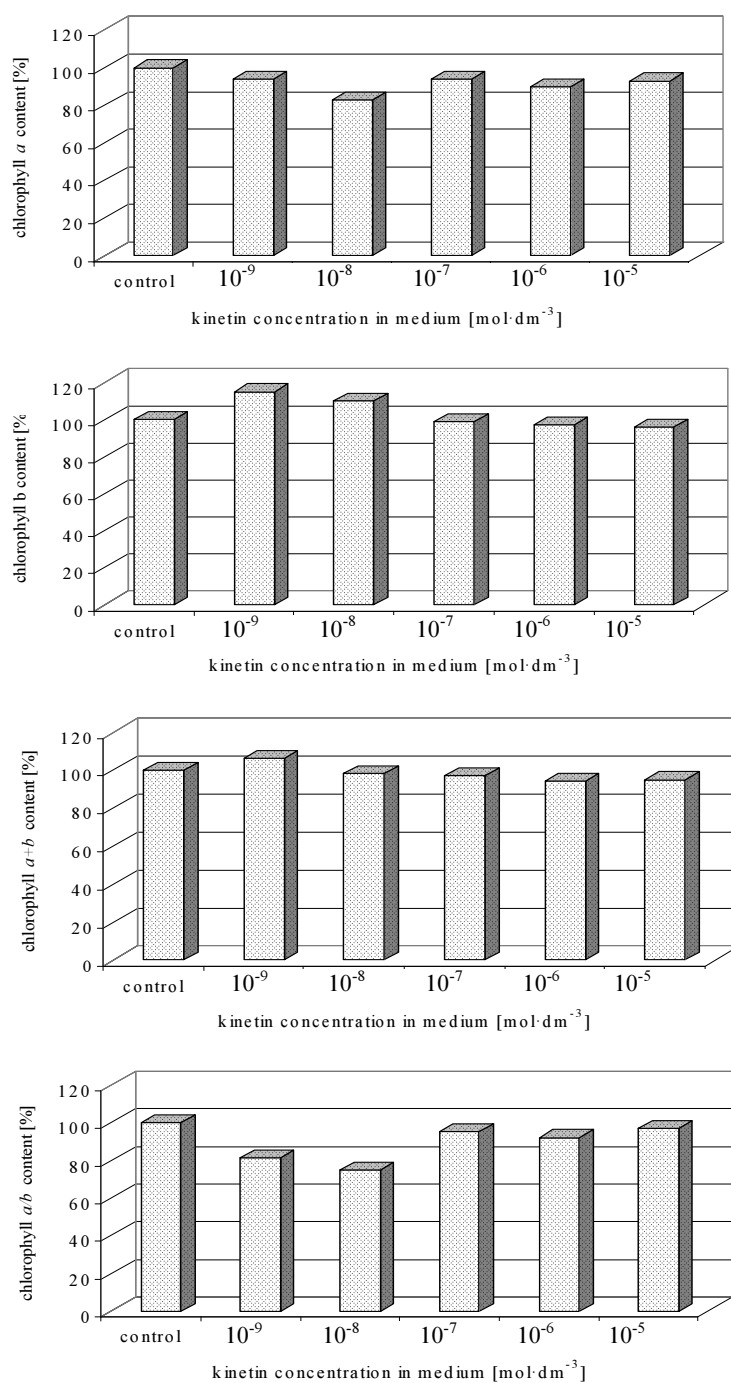 chlorophyll a content [%]
120
100
80
60
40
20
0
control 10⁻⁹ 10⁻⁸ 10⁻⁷ 10⁻⁶ 10⁻⁵
kinetin concentration in medium [mol·dm⁻³]
chlorophyll b content [%
120
100
80
60
40
20
0
control 10⁻⁹ 10⁻⁸ 10⁻⁷ 10⁻⁶ 10⁻⁵
kinetin concentration in medium [mol·dm⁻³]
chlorophyll a+b content [%]
120
100
80
60
40
20
0
control 10⁻⁹ 10⁻⁸ 10⁻⁷ 10⁻⁶ 10⁻⁵
kinetin concentration in medium [mol·dm⁻³]
chlorophyll a/b content [%]
120
100
80
60
40
20
0
control 10⁻⁹ 10⁻⁸ 10⁻⁷ 10⁻⁶ 10⁻⁵
kinetin concentration in medium [mol·dm⁻³]